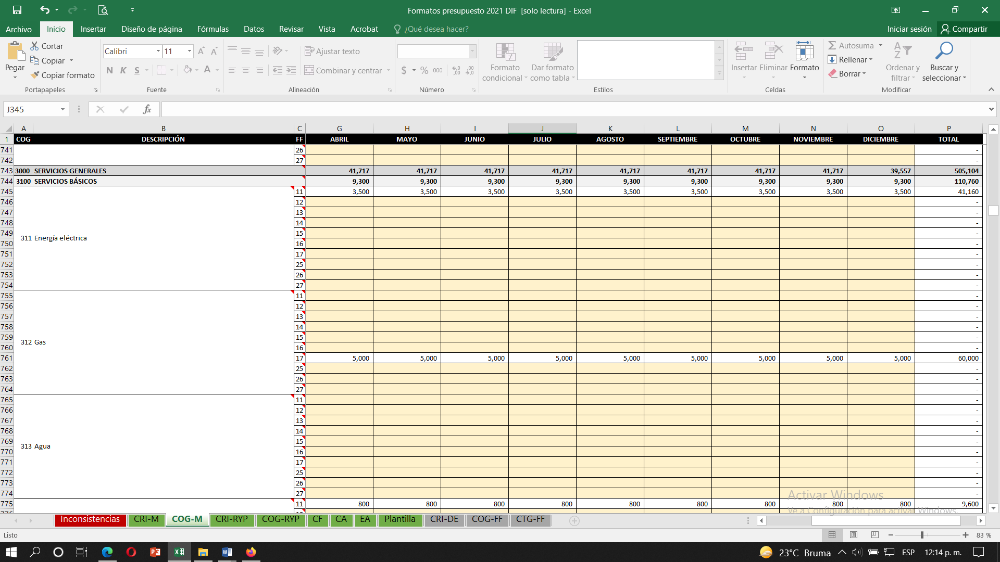 Formatos presupuesto 2021 DIF  [solo lectura] - Excel
Archivo Inicio Insertar Diseño de página Fórmulas Datos Revisar Vista Acrobat ¿Qué desea hacer? Iniciar sesión Compartir
Pegar
Cortar
Copiar
Copiar formato
Portapapeles
Calibri 11
N K S
Fuente
Ajustar texto
Combinar y centrar
Alineación
$ % 000
Número
Formato condicional
Dar formato como tabla
Estilos
Insertar Eliminar Formato
Celdas
Autosuma
Rellenar
Borrar
Ordenar y filtrar
Buscar y seleccionar
Modificar
J345 fx
A B C G H I J K L M N O P
1 COG DESCRIPCIÓN FF ABRIL MAYO JUNIO JULIO AGOSTO SEPTIEMBRE OCTUBRE NOVIEMBRE DICIEMBRE TOTAL
741 26 -
742 27 -
743 3000 SERVICIOS GENERALES 41,717 41,717 41,717 41,717 41,717 41,717 41,717 41,717 39,557 505,104
744 3100 SERVICIOS BÁSICOS 9,300 9,300 9,300 9,300 9,300 9,300 9,300 9,300 9,300 110,760
745 11 3,500 3,500 3,500 3,500 3,500 3,500 3,500 3,500 3,500 41,160
746 12 -
747 13 -
748 14 -
749 15 -
311 Energía eléctrica
750 16 -
751 17 -
752 25 -
753 26 -
754 27 -
755 11 -
756 12 -
757 13 -
758 14 -
759 15 -
312 Gas
760 16 -
761 17 5,000 5,000 5,000 5,000 5,000 5,000 5,000 5,000 5,000 60,000
762 25 -
763 26 -
764 27 -
765 11 -
766 12 -
767 13 -
768 14 -
769 15 -
313 Agua
770 16 -
771 17 -
772 25 -
773 26 -
774 27 -
Activar Windows
775 11 800 800 800 800 800 800 800 800 800 9,600
Ve a Configuración para activar Windows.
Inconsistencias CRI-M COG-M CRI-RYP COG-RYP CF CA EA Plantilla CRI-DE COG-FF CTG-FF
Listo 83 %
23°C Bruma ESP 12:14 p. m.